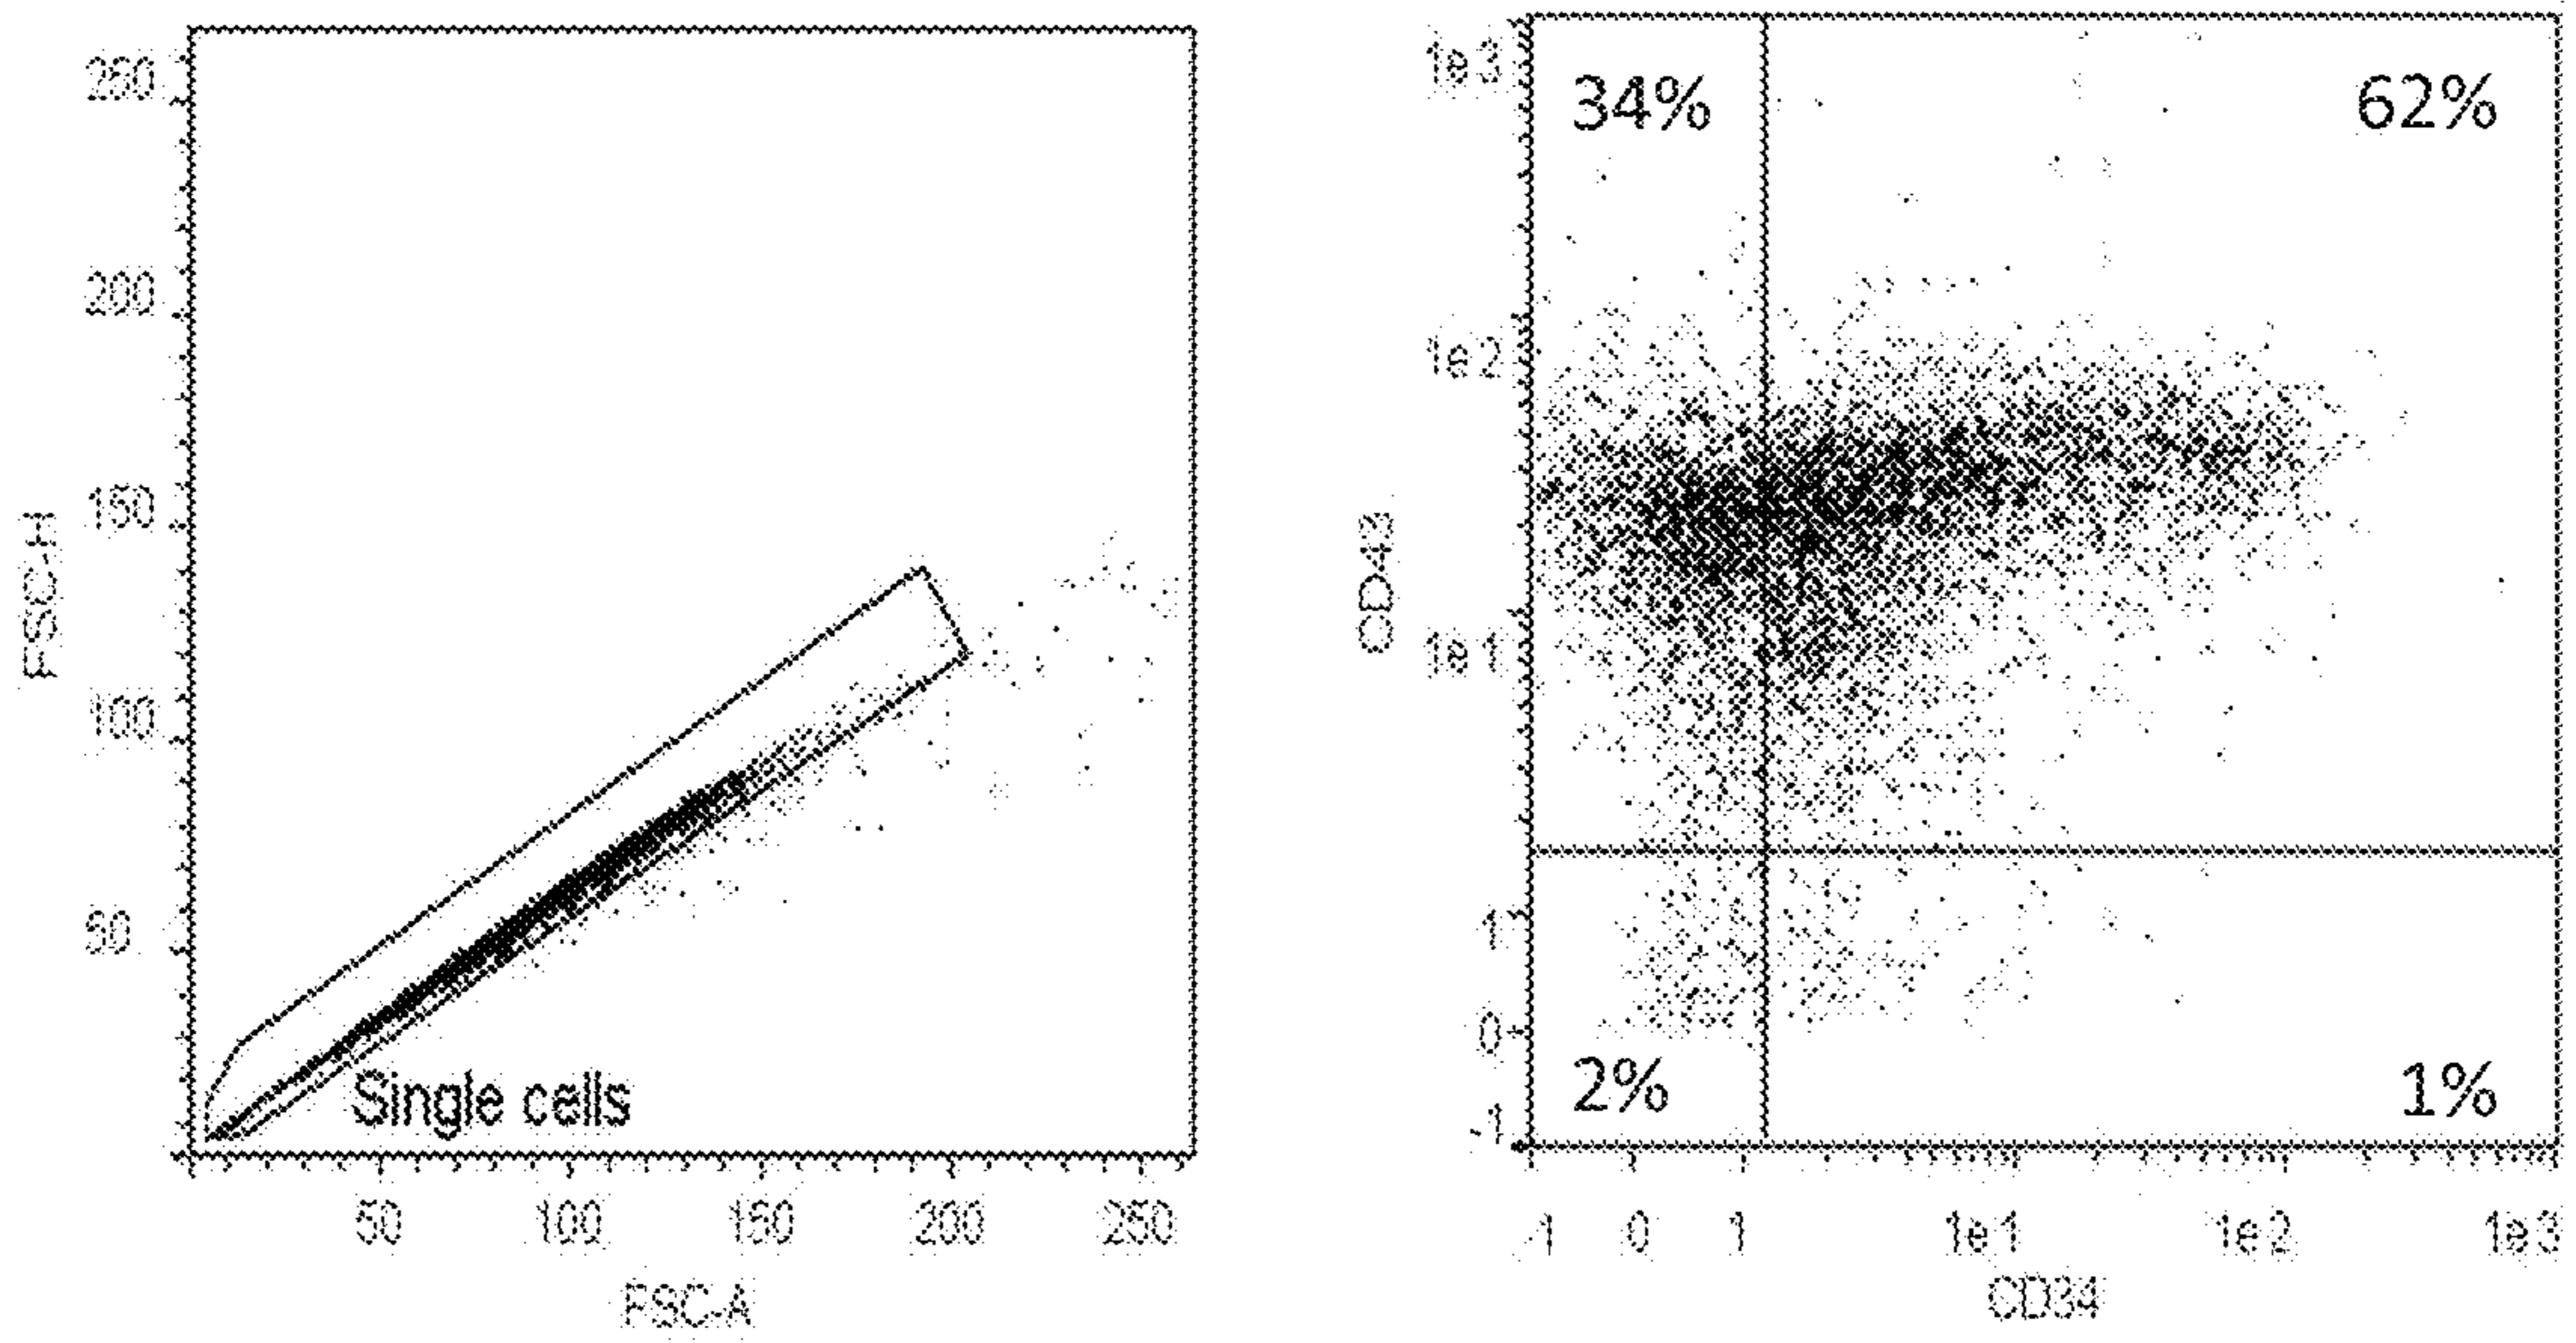 250
200
150
100
50
FSC-H
Single cells
50 100 150 200 250
FSC-A
1e3
1e2
1e1
1
0
-1
CD43
34% 62%
2% 1%
-1 0 1 1e1 1e2 1e3
CD34